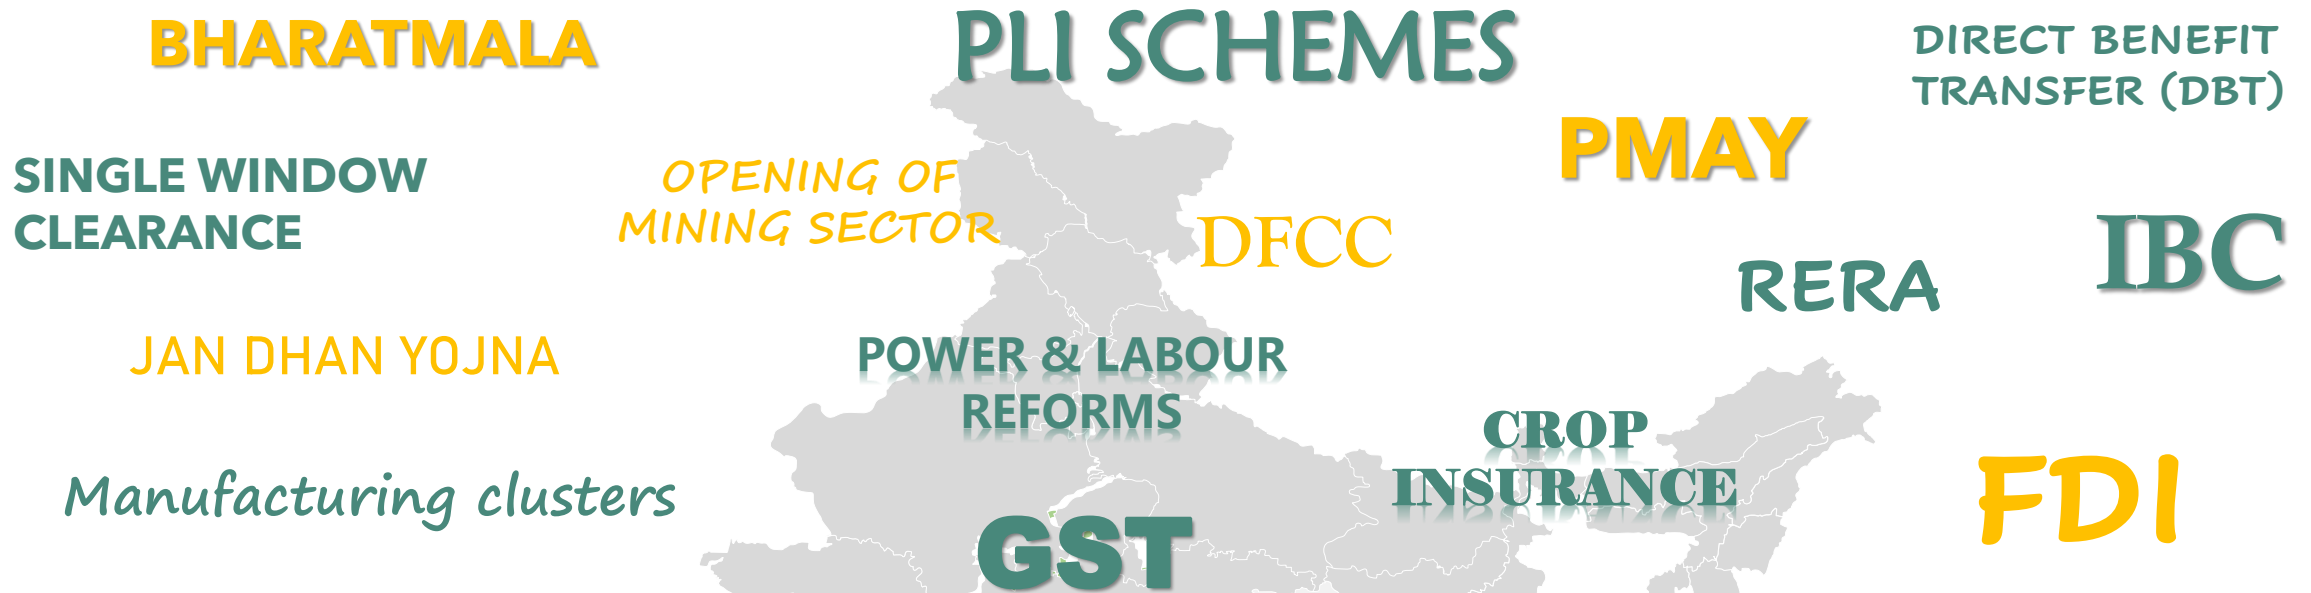 BHARATMALA
PLI SCHEMES
DIRECT BENEFIT
TRANSFER (DBT)
PMAY
SINGLE WINDOW
CLEARANCE
OPENING OF
MINING SECTOR
DFCC
IBC
RERA
JAN DHAN YOJNA
POWER & LABOUR
REFORMS
CROP
INSURANCE
Manufacturing clusters
FDI
GST